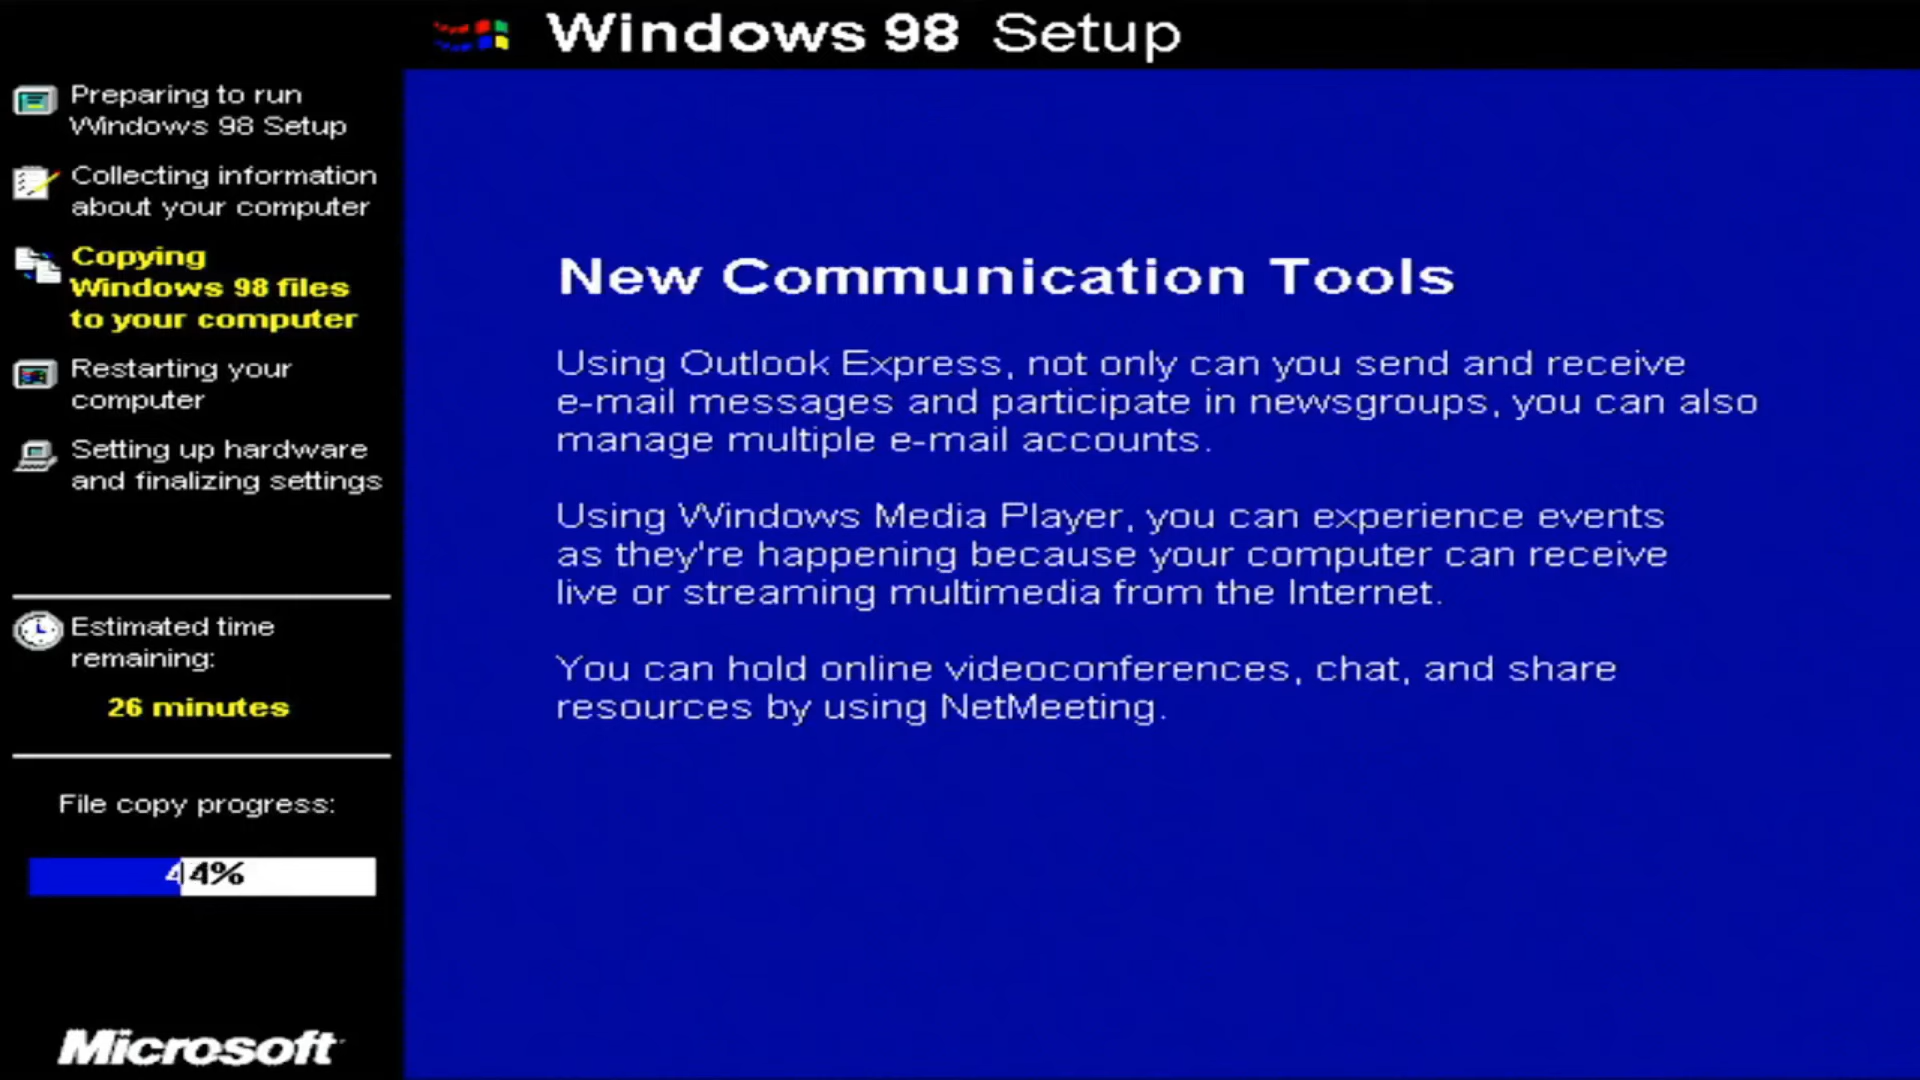 Windows 98 Setup
Preparing to run
Windows 98 Setup
Collecting information
about your computer
Copying
Windows 98 files
to your computer
Restarting your
computer
Setting up hardware
and finalizing settings
Estimated time
remaining:
26 minutes
File copy progress:
44%
Microsoft
New Communication Tools
Using Outlook Express, not only can you send and receive
e-mail messages and participate in newsgroups, you can also
manage multiple e-mail accounts.
Using Windows Media Player, you can experience events
as they're happening because your computer can receive
live or streaming multimedia from the Internet.
You can hold online videoconferences, chat, and share
resources by using NetMeeting.